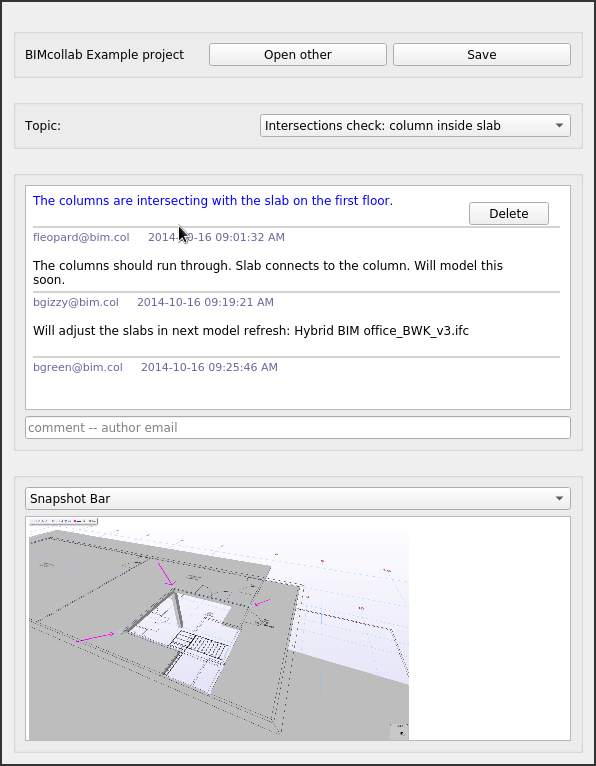 BIMcollab Example project
Open other
Save
Topic:
Intersections check: column inside slab
The columns are intersecting with the slab on the first floor.
Delete
fleopard@bim.col 2014-10-16 09:01:32 AM
The columns should run through. Slab connects to the column. Will model this
soon.
bgizzy@bim.col 2014-10-16 09:19:21 AM
Will adjust the slabs in next model refresh: Hybrid BIM office_BWK_v3.ifc
bgreen@bim.col 2014-10-16 09:25:46 AM
comment -- author email
Snapshot Bar